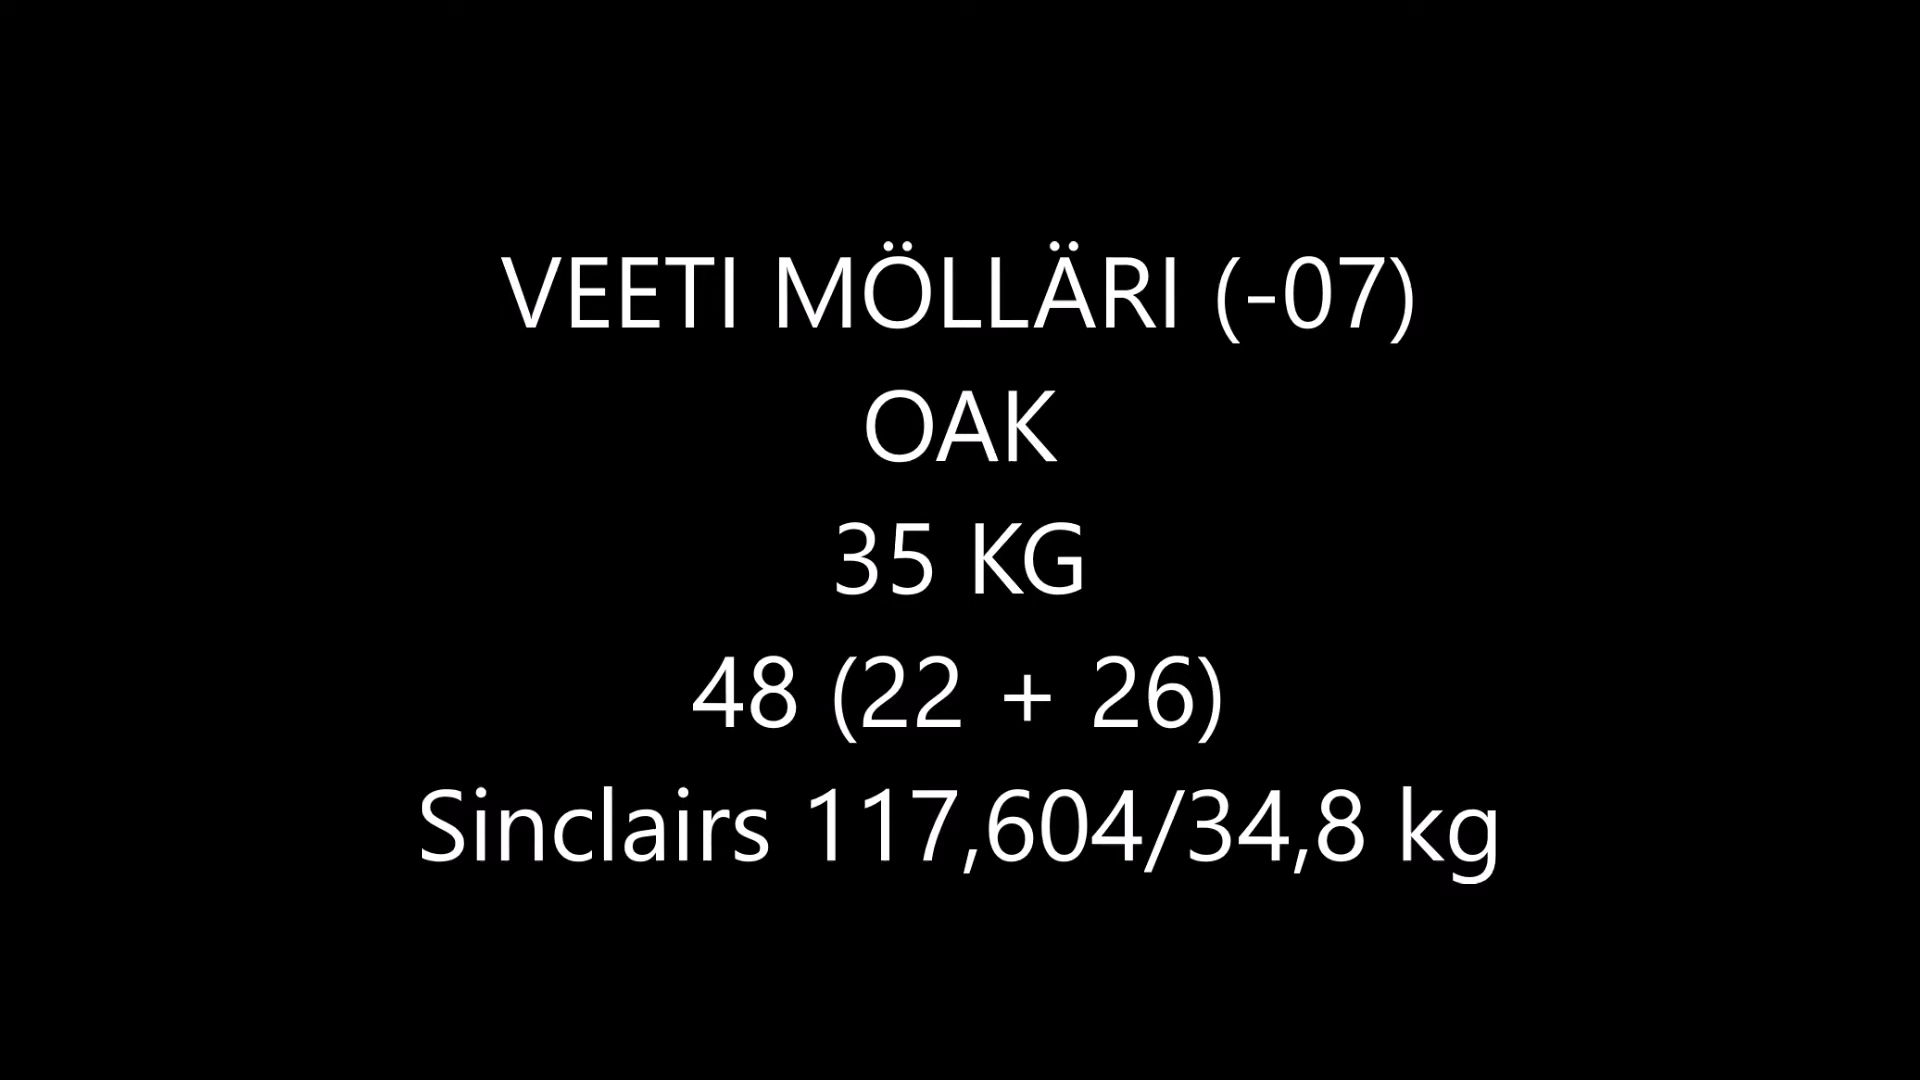 VEETI MÖLLÄRI (-07)
OAK
35 KG
48 (22 + 26)
Sinclairs 117,604/34,8 kg